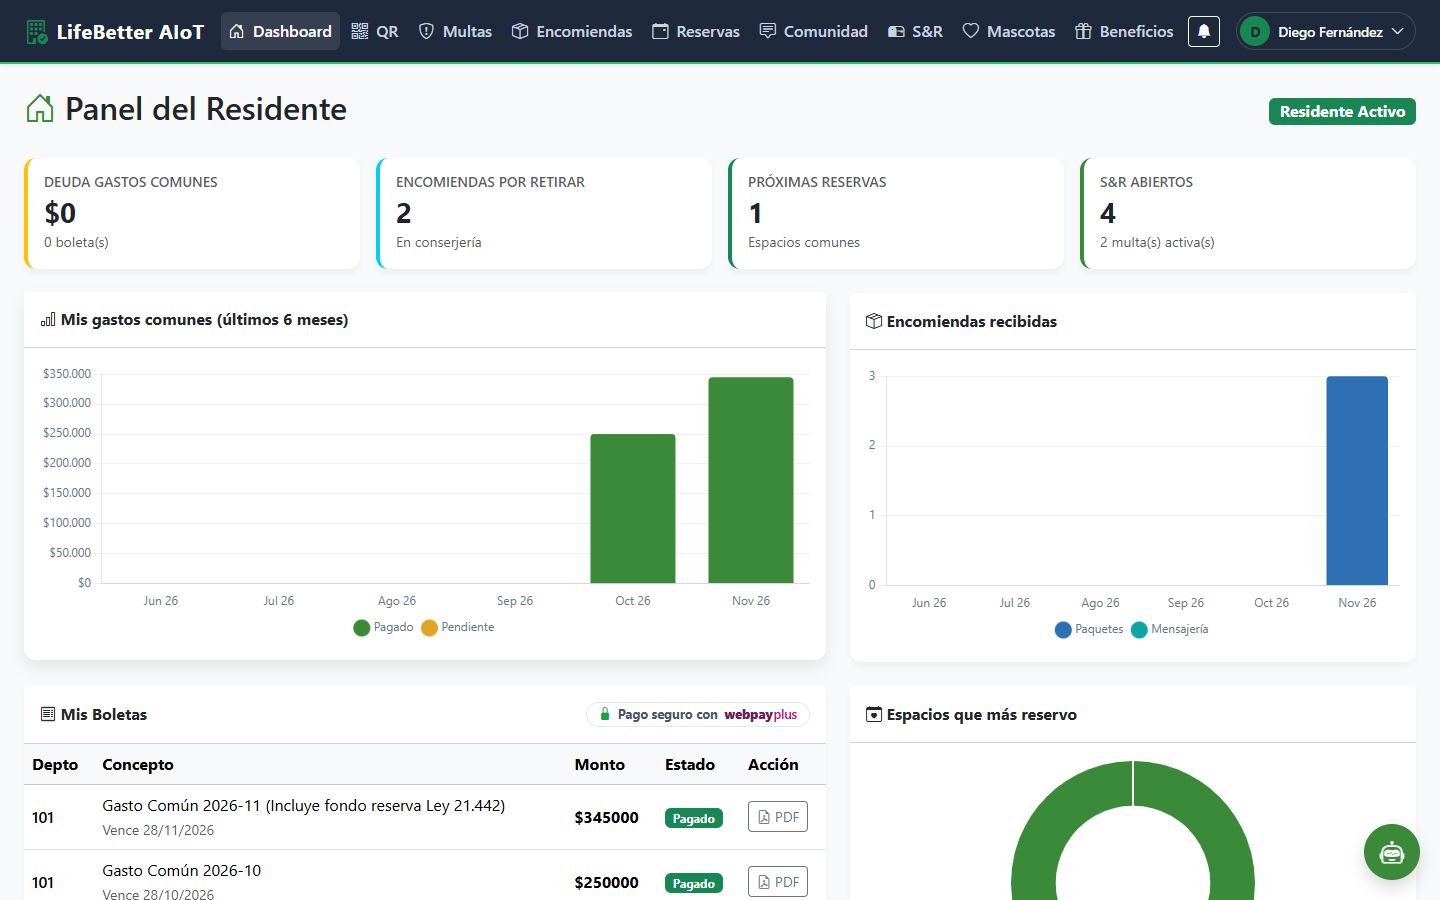 LifeBetter AIoT
Dashboard
QR
Multas
Encomiendas
Reservas
Comunidad
S&R
Mascotas
Beneficios
D
Diego Fernández
Panel del Residente
Residente Activo
DEUDA GASTOS COMUNES
$0
0 boleta(s)
ENCOMIENDAS POR RETIRAR
2
En conserjería
PRÓXIMAS RESERVAS
1
Espacios comunes
S&R ABIERTOS
4
2 multa(s) activa(s)
Mis gastos comunes (últimos 6 meses)
$350.000
$300.000
$250.000
$200.000
$150.000
$100.000
$50.000
$0
Jun 26
Jul 26
Ago 26
Sep 26
Oct 26
Nov 26
Pagado
Pendiente
Encomiendas recibidas
3
2
1
0
Jun 26
Jul 26
Ago 26
Sep 26
Oct 26
Nov 26
Paquetes
Mensajería
Mis Boletas
Pago seguro con webpayplus
Depto Concepto Monto Estado Acción
101 Gasto Común 2026-11 (Incluye fondo reserva Ley 21.442) $345000 Pagado PDF
Vence 28/11/2026
101 Gasto Común 2026-10 $250000 Pagado PDF
Vence 28/10/2026
Espacios que más reservo